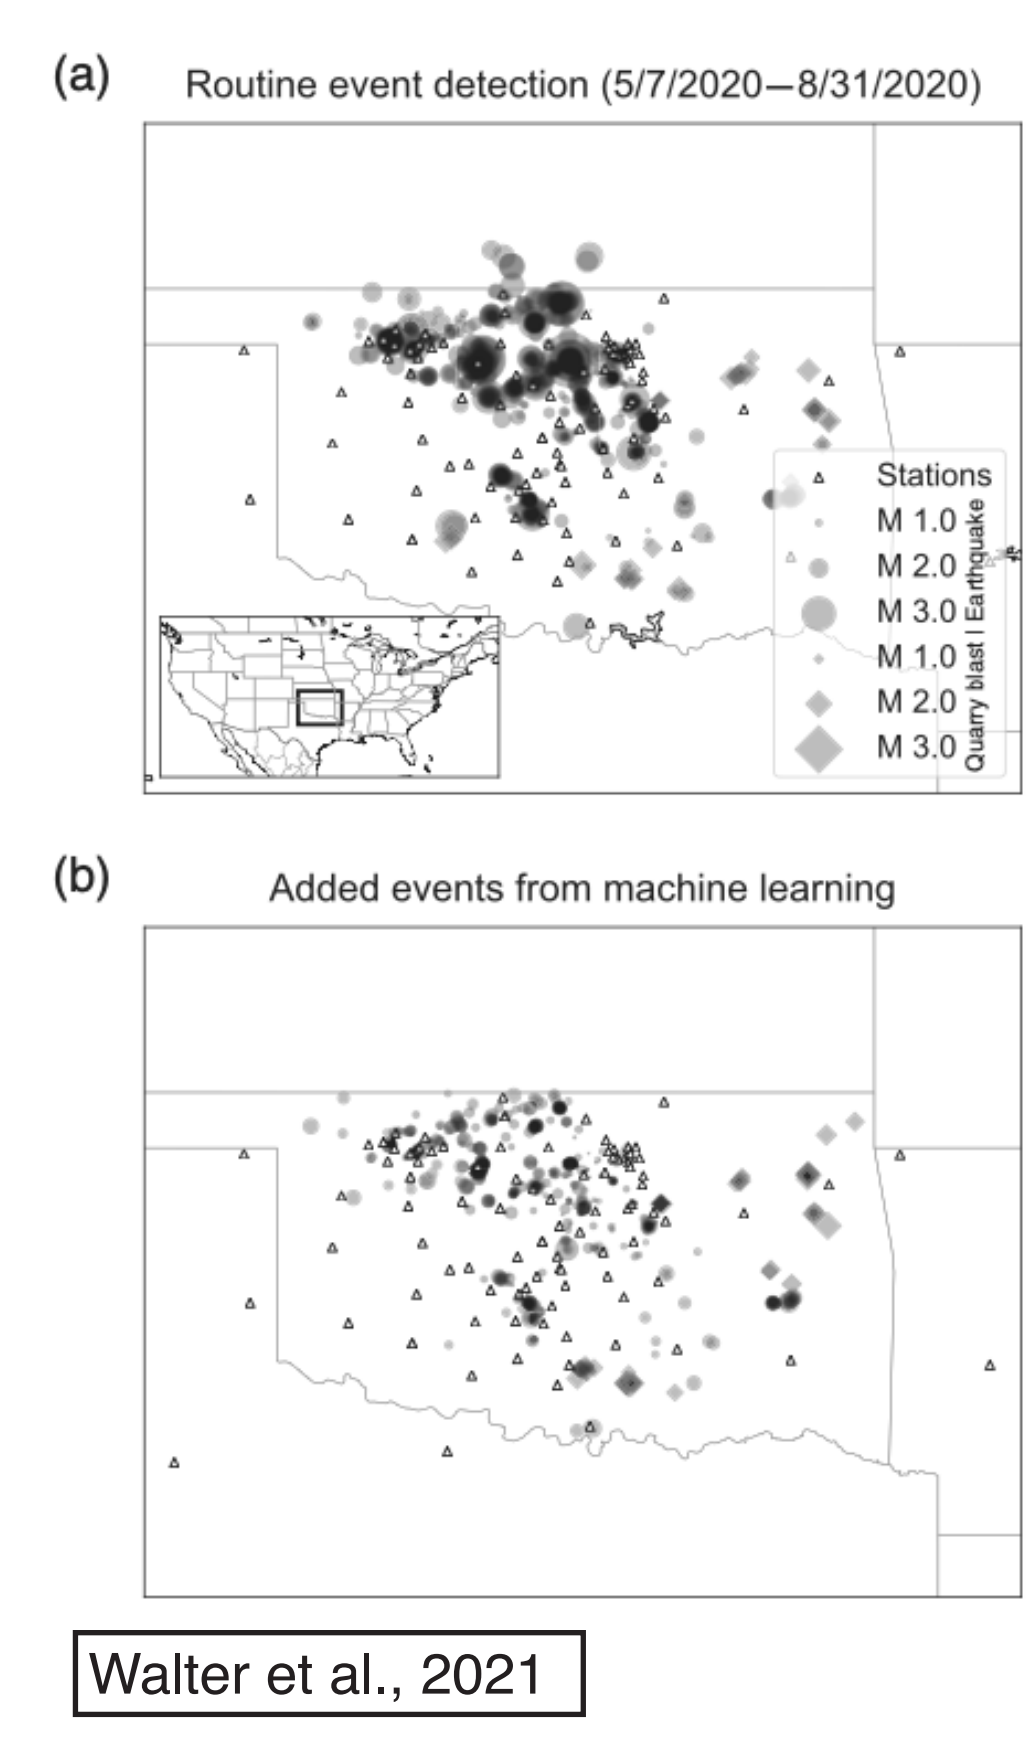 (a)
Routine event detection (5/7/2020—8/31/2020)
Stations
M 1.0
M 2.0
M 3.0
M 1.0
M 2.0
M 3.0
Quarry blast | Earthquake
(b)
Added events from machine learning
Walter et al., 2021